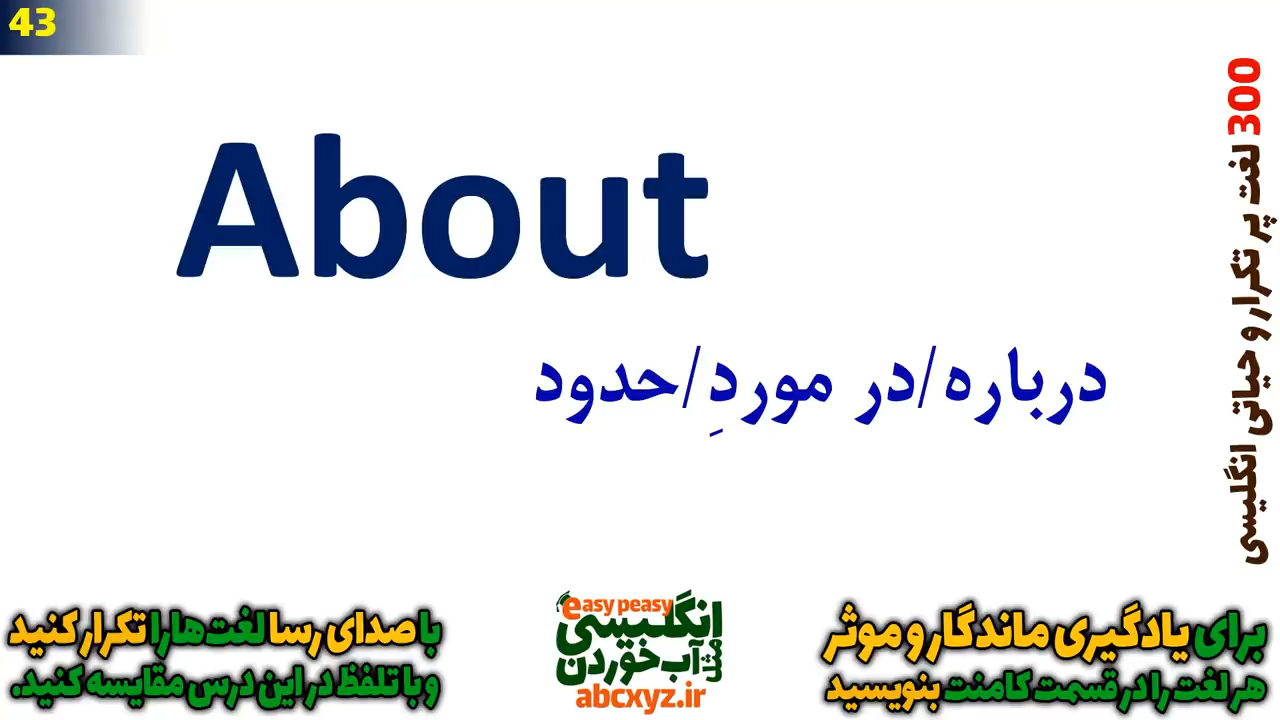 43
About
درباره/در موردِ/حدود
300 لغت پر تکرار و حیاتی انگلیسی
با صدای رسا لغت‌ها را تکرار کنید
و با تلفظ در این درس مقایسه کنید.
easy peasy
انگلیسی
مثل آب خوردن
abcxyz.ir
برای یادگیری ماندگار و موثر
هر لغت را در قسمت کامنت بنویسید